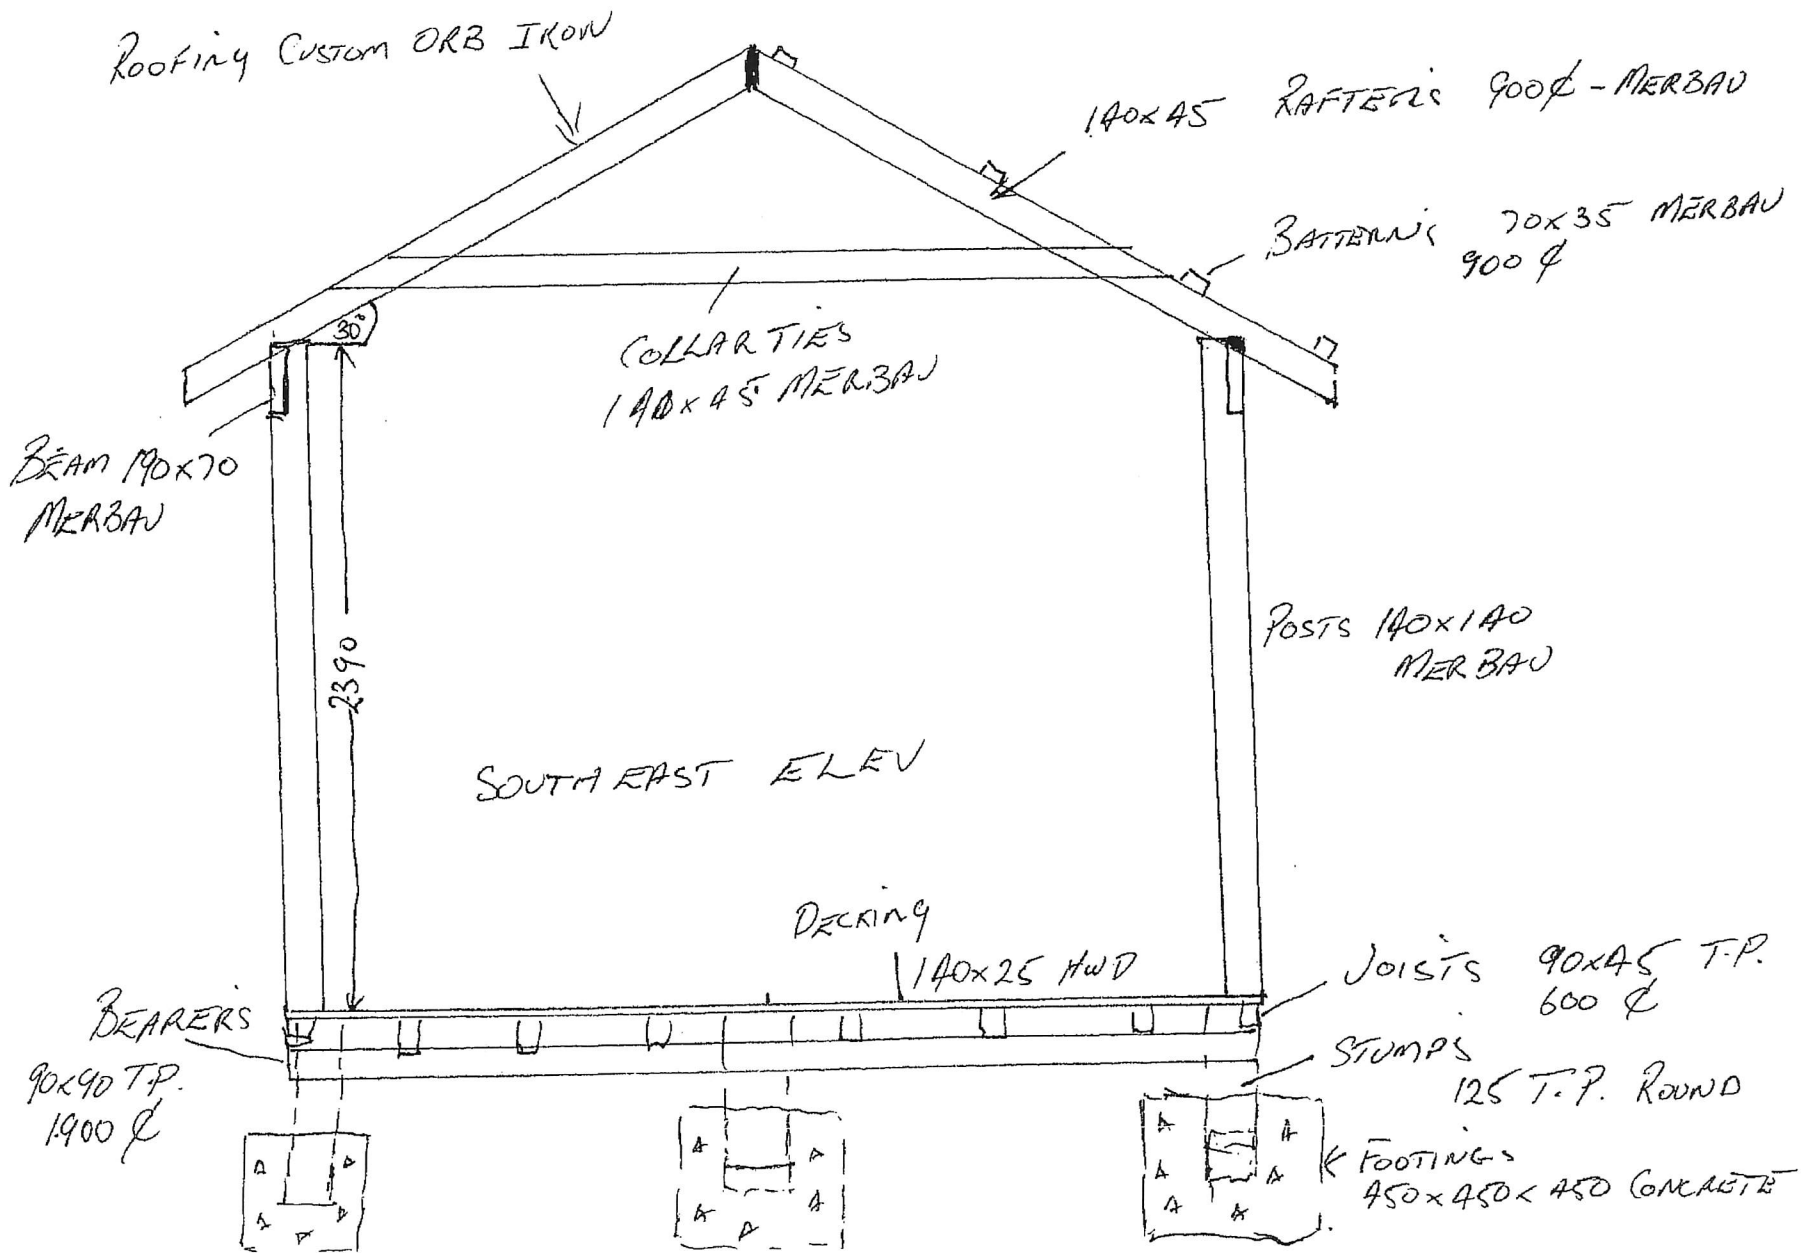 ROOFING CUSTOM ORB IRON
140x45 RAFTERS 900 ¢ - MERBAU
BATTERN'S 70x35 MERBAU
900 ¢
30°
COLLAR TIES
140x45 MERBAU
BEAM 190x70
MERBAU
2390
POSTS 140x140
MERBAU
SOUTH EAST ELEV
DECKING
140x25 HWD
JOISTS 90x45 T.P.
600 ¢
BEARERS
90x90 T.P.
1900 ¢
STUMPS
125 T.P. ROUND
FOOTINGS
450x450x450 CONCRETE